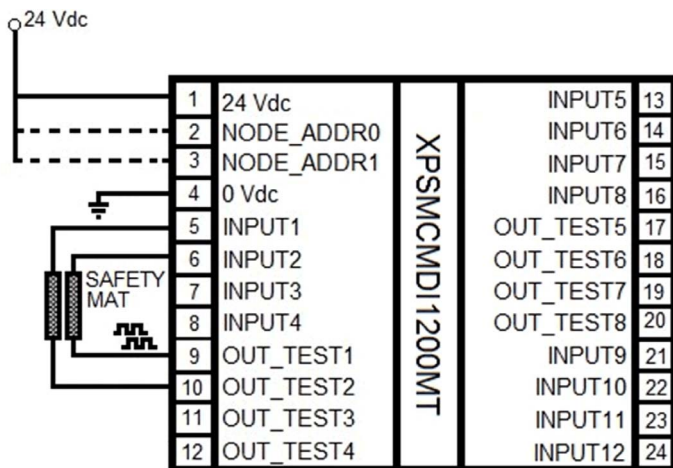 24 Vdc
1 24 Vdc
2 NODE_ADDR0
3 NODE_ADDR1
4 0 Vdc
5 INPUT1
6 INPUT2
7 INPUT3
8 INPUT4
9 OUT_TEST1
10 OUT_TEST2
11 OUT_TEST3
12 OUT_TEST4
SAFETY
MAT
XPSMCMDI1200MT
INPUT5 13
INPUT6 14
INPUT7 15
INPUT8 16
OUT_TEST5 17
OUT_TEST6 18
OUT_TEST7 19
OUT_TEST8 20
INPUT9 21
INPUT10 22
INPUT11 23
INPUT12 24